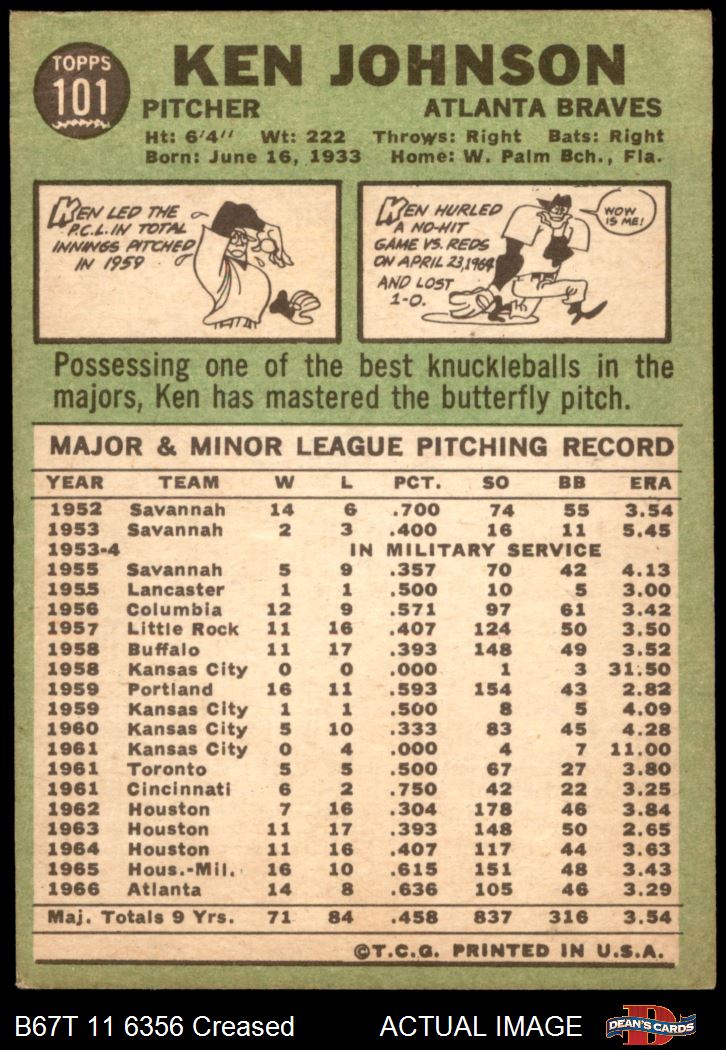 TOPPS
101
KEN JOHNSON
PITCHER ATLANTA BRAVES
Ht: 6'4" Wt: 222 Throws: Right Bats: Right
Born: June 16, 1933 Home: W. Palm Bch., Fla.
KEN LED THE
P.C.L. IN TOTAL
INNINGS PITCHED
IN 1959
KEN HURLED
A NO-HIT
GAME VS. REDS
ON APRIL 23, 1964
AND LOST
1-0.
WOW
IS ME!
Possessing one of the best knuckleballs in the
majors, Ken has mastered the butterfly pitch.
MAJOR & MINOR LEAGUE PITCHING RECORD
YEAR TEAM W L PCT. SO BB ERA
1952 Savannah 14 6 .700 74 55 3.54
1953 Savannah 2 3 .400 16 11 5.45
1953-4 IN MILITARY SERVICE
1955 Savannah 5 9 .357 70 42 4.13
1955 Lancaster 1 1 .500 10 5 3.00
1956 Columbia 12 9 .571 97 61 3.42
1957 Little Rock 11 16 .407 124 50 3.50
1958 Buffalo 11 17 .393 148 49 3.52
1958 Kansas City 0 0 .000 1 3 31.50
1959 Portland 16 11 .593 154 43 2.82
1959 Kansas City 1 1 .500 8 5 4.09
1960 Kansas City 5 10 .333 83 45 4.28
1961 Kansas City 0 4 .000 4 7 11.00
1961 Toronto 5 5 .500 67 27 3.80
1961 Cincinnati 6 2 .750 42 22 3.25
1962 Houston 7 16 .304 178 46 3.84
1963 Houston 11 17 .393 148 50 2.65
1964 Houston 11 16 .407 117 44 3.63
1965 Hous.-Mil. 16 10 .615 151 48 3.43
1966 Atlanta 14 8 .636 105 46 3.29
Maj. Totals 9 Yrs. 71 84 .458 837 316 3.54
©T.C.G. PRINTED IN U.S.A.
B67T 11 6356 Creased ACTUAL IMAGE
D
DEAN'S CARDS